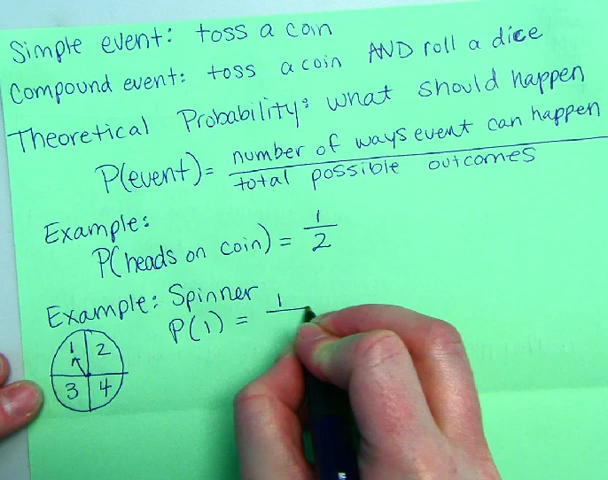 Simple event: toss a coin
Compound event: toss a coin AND roll a dice
Theoretical Probability: what should happen
P(event)= number of ways event can happen
total possible outcomes
Example:
P(heads on coin) = 1
2
Example: Spinner
P(1) = 1
1 2
3 4